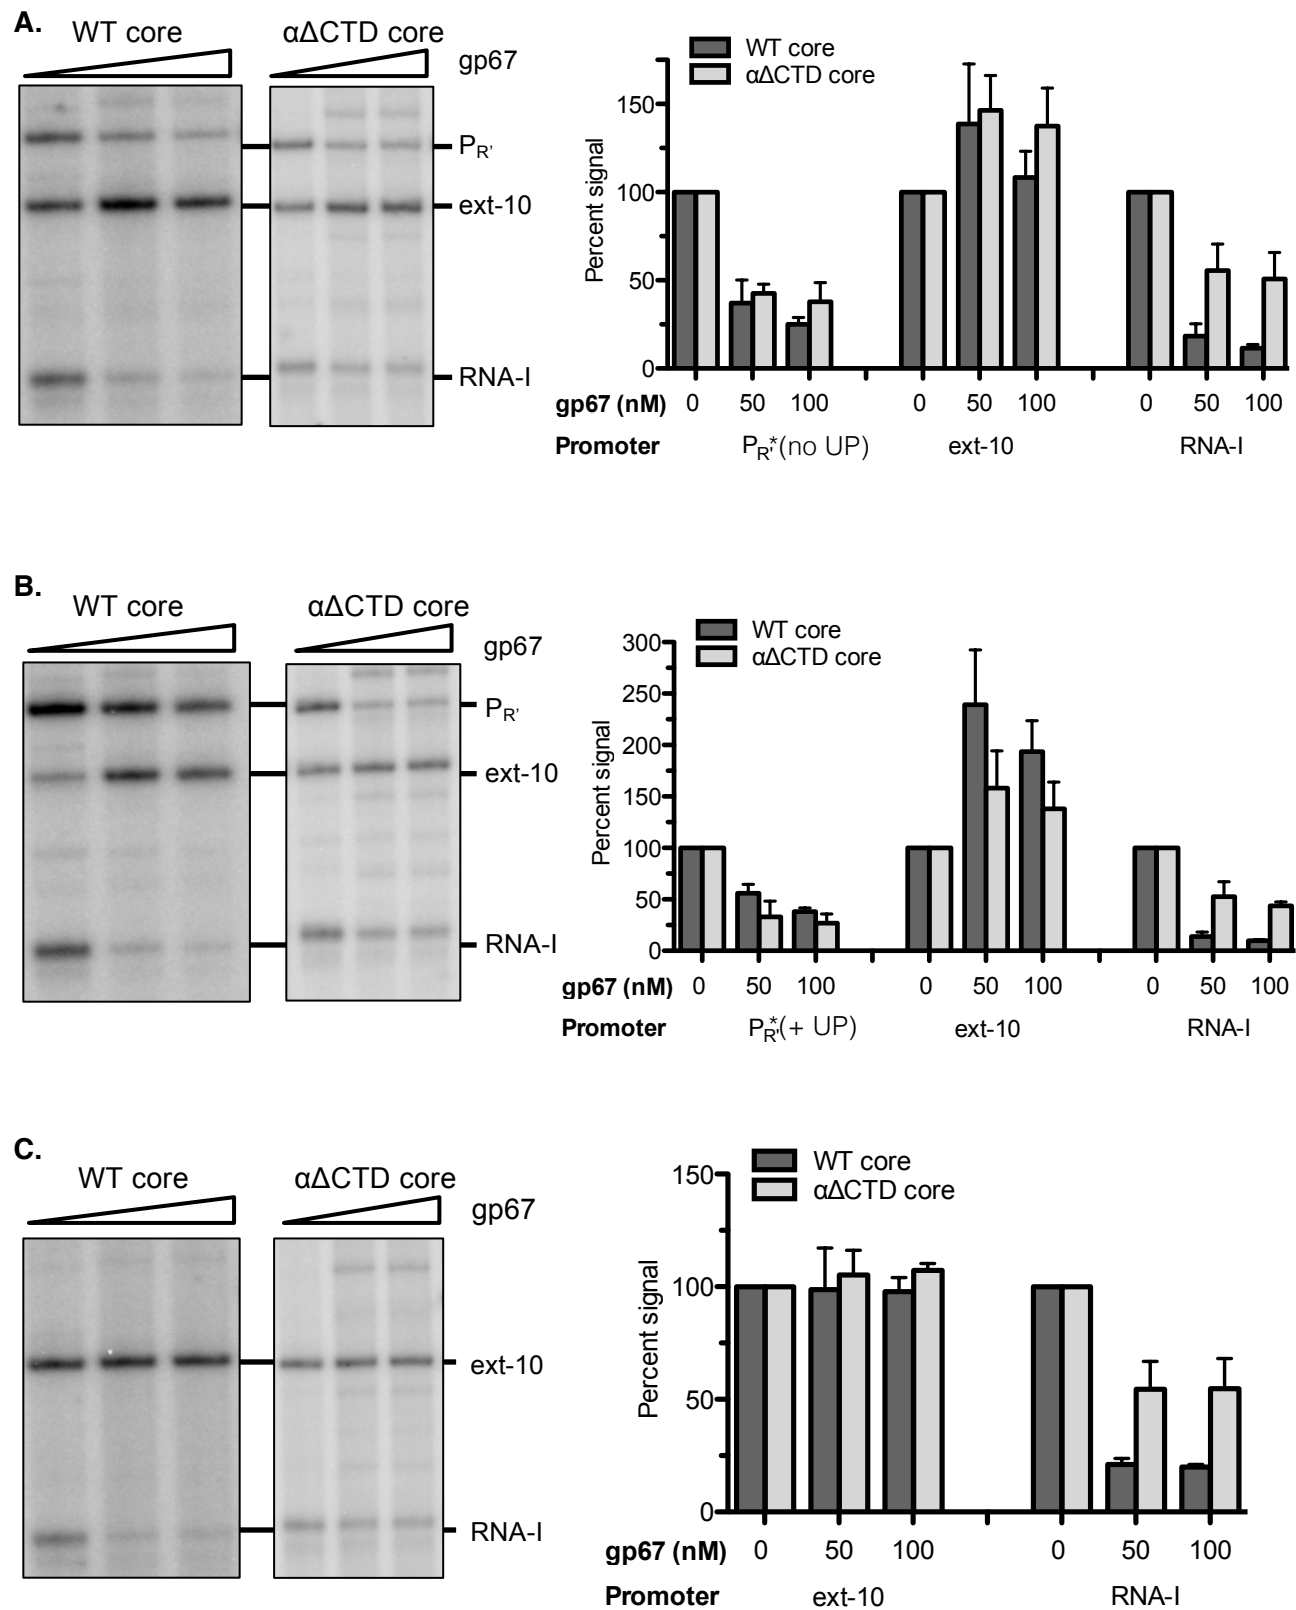 A.
WT core
αΔCTD core
gp67
PR'
ext-10
RNA-I
WT core
αΔCTD core
Percent signal
150
100
50
0
gp67 (nM) 0 50 100 0 50 100 0 50 100
Promoter PR'*(no UP) ext-10 RNA-I
B.
WT core
αΔCTD core
gp67
PR'
ext-10
RNA-I
WT core
αΔCTD core
Percent signal
300
250
200
150
100
50
0
gp67 (nM) 0 50 100 0 50 100 0 50 100
Promoter PR'*(+ UP) ext-10 RNA-I
C.
WT core
αΔCTD core
gp67
ext-10
RNA-I
WT core
αΔCTD core
Percent signal
150
100
50
0
gp67 (nM) 0 50 100 0 50 100
Promoter ext-10 RNA-I